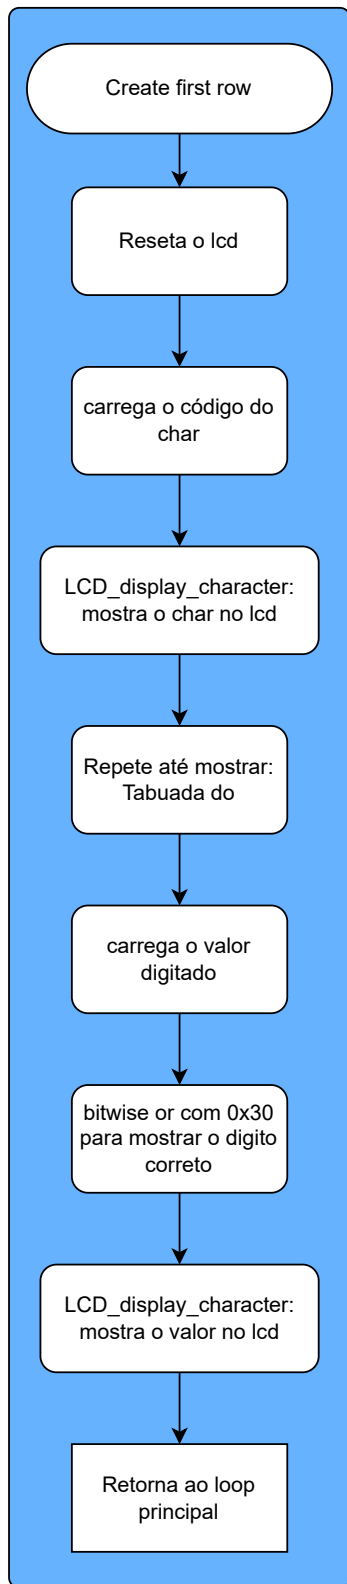 Create first row
Reseta o lcd
carrega o código do
char
LCD_display_character:
mostra o char no lcd
Repete até mostrar:
Tabuada do
carrega o valor
digitado
bitwise or com 0x30
para mostrar o digito
correto
LCD_display_character:
mostra o valor no lcd
Retorna ao loop
principal